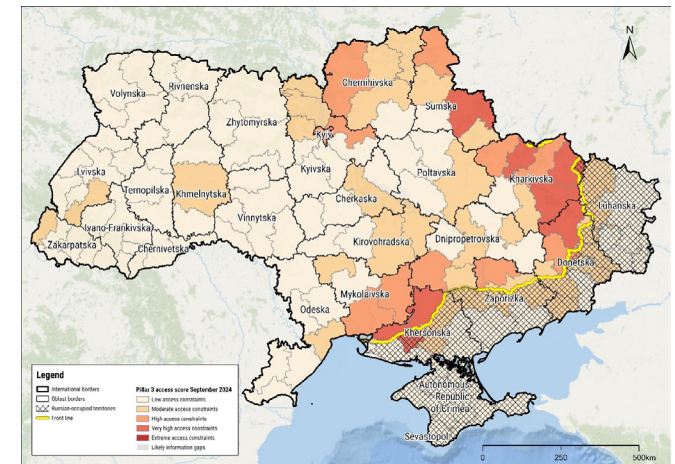 N
Volynska
Rivnenska
Zhytomyrska
Chernihivska
Sumska
Kyiv
Kyivska
Poltavska
Kharkivska
Luhanska
Lvivska
Ternopilska
Khmelnytska
Vinnytska
Cherkaska
Ivano-Frankivska
Zakarpatska
Chernivetska
Kirovohradska
Dnipropetrovska
Donetska
Zaporizka
Mykolaivska
Odeska
Khersonska
Autonomous
Republic
of Crimea
Sevastopol
Legend
International borders
Oblast borders
Russian-occupied territories
Front line
Pillar 3 access score September 2024
Low access constraints
Moderate access constraints
High access constraints
Very high access constraints
Extreme access constraints
Likely information gaps
0 250 500km